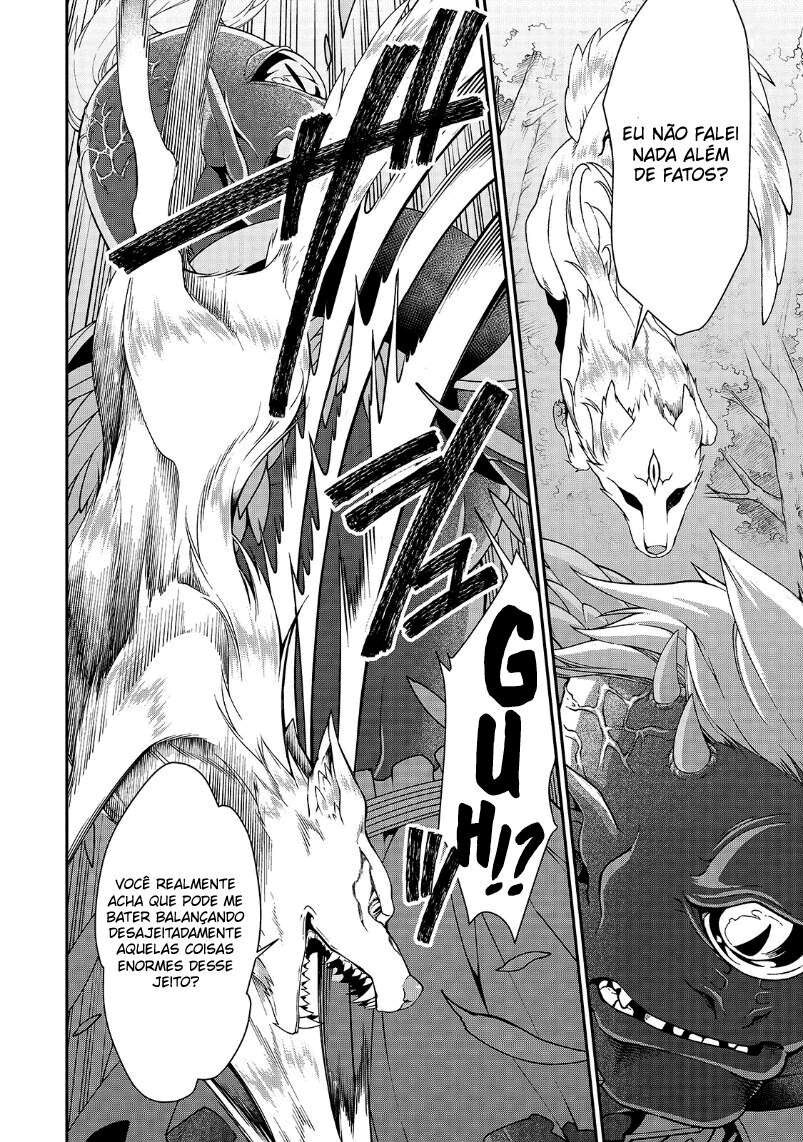 EU NÃO FALEI
NADA ALÉM
DE FATOS?
GUH!?
VOCÊ REALMENTE
ACHA QUE PODE ME
BATER BALANÇANDO
DESAJEITADAMENTE
AQUELAS COISAS
ENORMES DESSE
JEITO?